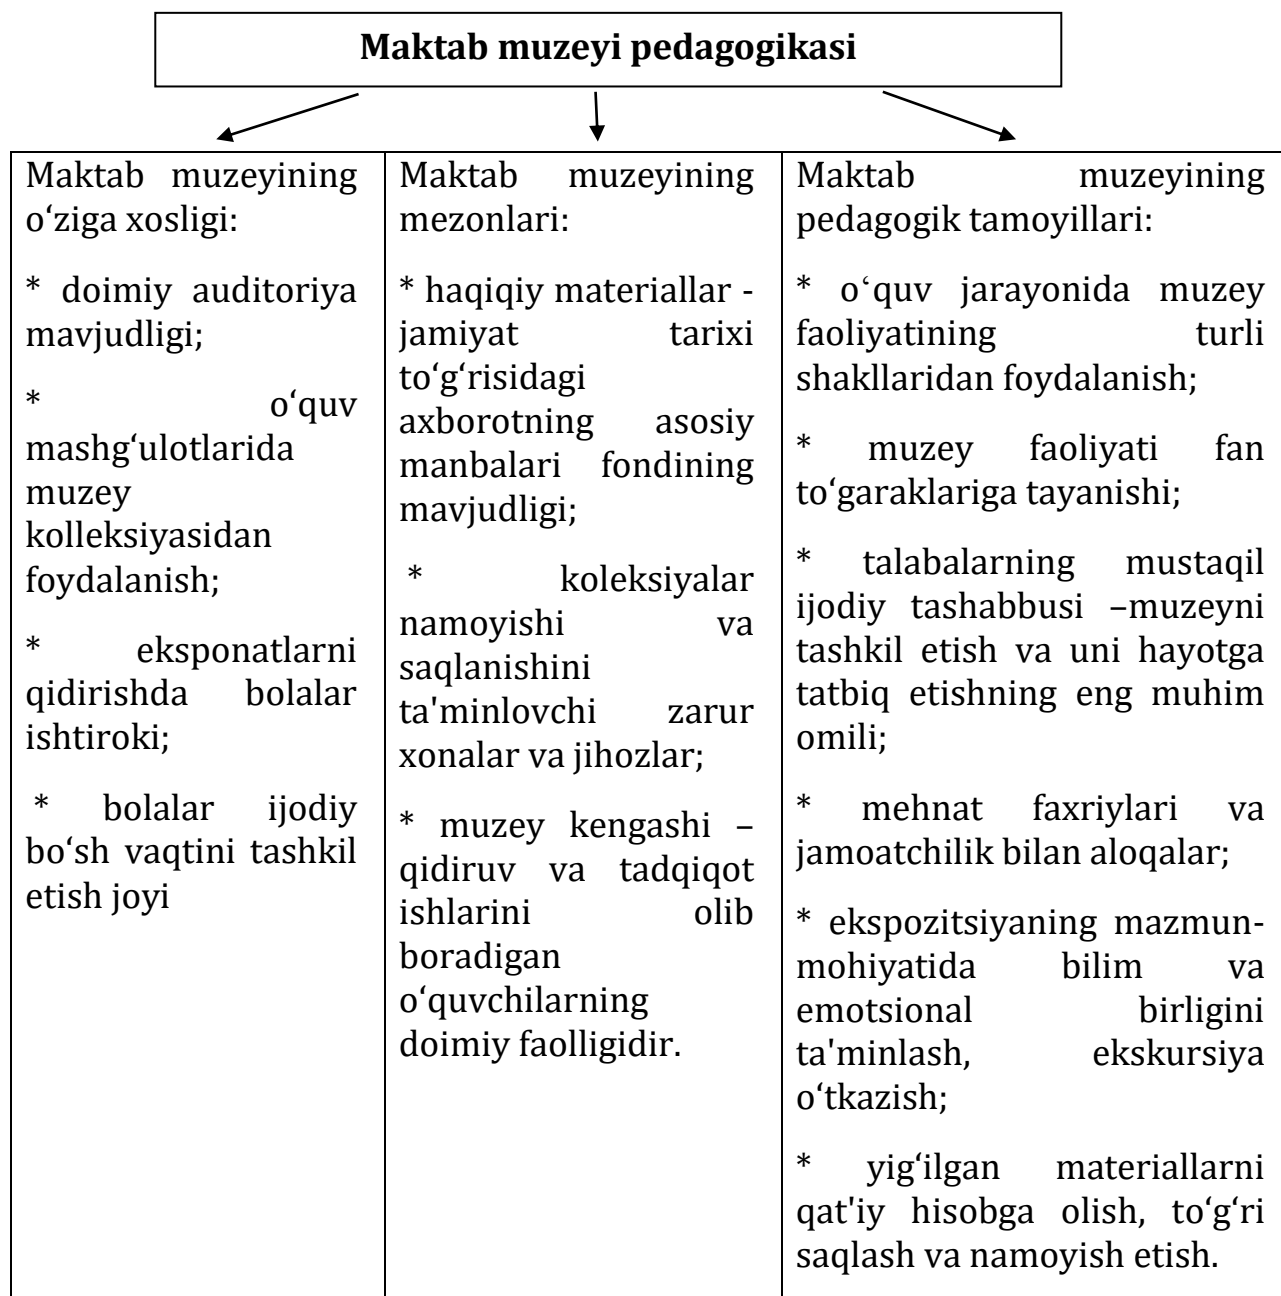 Maktab muzeyi pedagogikasi
Maktab muzeyining
o‘ziga xosligi:
* doimiy auditoriya
mavjudligi;
* o‘quv
mashg‘ulotlarida
muzey
kolleksiyasidan
foydalanish;
* eksponatlarni
qidirishda bolalar
ishtiroki;
* bolalar ijodiy
bo‘sh vaqtini tashkil
etish joyi
Maktab muzeyining
mezonlari:
* haqiqiy materiallar -
jamiyat tarixi
to‘g‘risidagi
axborotning asosiy
manbalari fondining
mavjudligi;
* koleksiyalar
namoyishi va
saqlanishini
ta'minlovchi zarur
xonalar va jihozlar;
* muzey kengashi –
qidiruv va tadqiqot
ishlarini olib
boradigan
o‘quvchilarning
doimiy faolligidir.
Maktab muzeyining
pedagogik tamoyillari:
* o‘quv jarayonida muzey
faoliyatining turli
shakllaridan foydalanish;
* muzey faoliyati fan
to‘garaklariga tayanishi;
* talabalarning mustaqil
ijodiy tashabbusi –muzeyni
tashkil etish va uni hayotga
tatbiq etishning eng muhim
omili;
* mehnat faxriylari va
jamoatchilik bilan aloqalar;
* ekspozitsiyaning mazmun-
mohiyatida bilim va
emotsional birligini
ta'minlash, ekskursiya
o‘tkazish;
* yig‘ilgan materiallarni
qat'iy hisobga olish, to‘g‘ri
saqlash va namoyish etish.